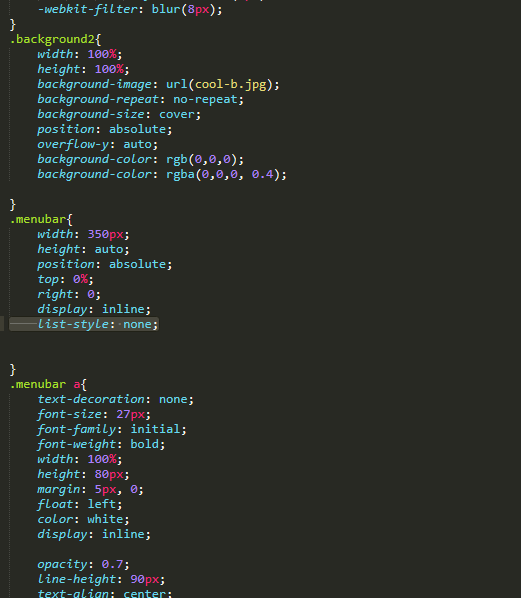 -webkit-filter: blur(8px);
}
.background2{
width: 100%;
height: 100%;
background-image: url(cool-b.jpg);
background-repeat: no-repeat;
background-size: cover;
position: absolute;
overflow-y: auto;
background-color: rgb(0,0,0);
background-color: rgba(0,0,0, 0.4);
}
.menubar{
width: 350px;
height: auto;
position: absolute;
top: 0%;
right: 0;
display: inline;
list-style: none;
}
.menubar a{
text-decoration: none;
font-size: 27px;
font-family: initial;
font-weight: bold;
width: 100%;
height: 80px;
margin: 5px, 0;
float: left;
color: white;
display: inline;
opacity: 0.7;
line-height: 90px;
text-align: center;